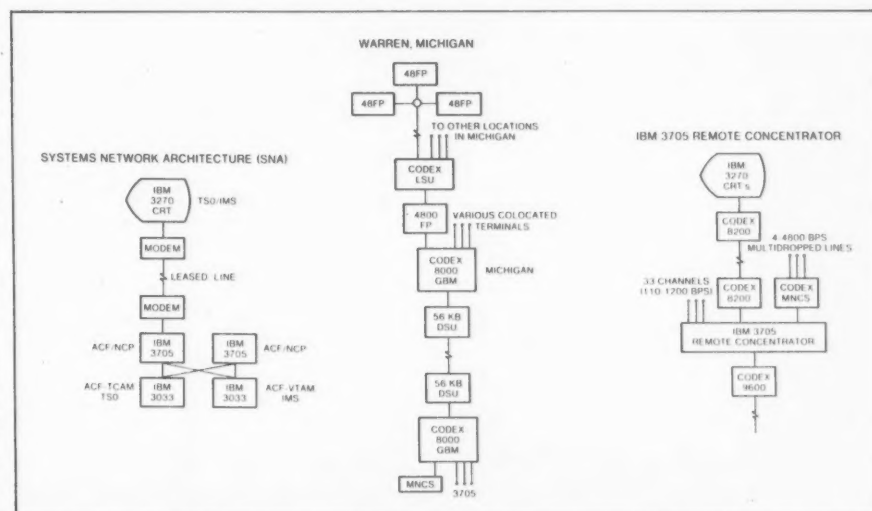 WARREN, MICHIGAN
48FP
48FP
48FP
TO OTHER LOCATIONS
IN MICHIGAN
CODEX
LSU
4800
FP
VARIOUS COLOCATED
TERMINALS
CODEX
8000
GBM
MICHIGAN
56 KB
DSU
56 KB
DSU
CODEX
8000
GBM
MNCS
3705
SYSTEMS NETWORK ARCHITECTURE (SNA)
IBM
3270
CRT
TSO/IMS
MODEM
LEASED LINE
MODEM
ACF/NCP
IBM
3705
IBM
3705
ACF/NCP
ACF-TCAM
TSO
IBM
3033
IBM
3033
ACF-VTAM
IMS
IBM 3705 REMOTE CONCENTRATOR
IBM
3270
CRT s
CODEX
8200
4-4800 BPS
MULTIDROPPED LINES
33 CHANNELS
(110-1200 BPS)
CODEX
8200
CODEX
MNCS
IBM 3705
REMOTE CONCENTRATOR
CODEX
9600